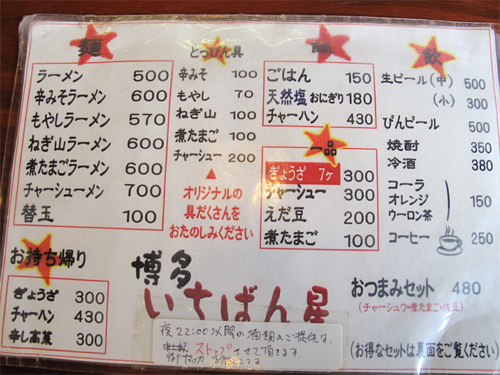 麺
ラーメン 500
辛みそラーメン 600
もやしラーメン 570
ねぎ山ラーメン 600
煮たまごラーメン 600
チャーシューメン 700
替玉 100
とっぴん具
辛みそ 100
もやし 70
ねぎ山 100
煮たまご 100
チャーシュー 200
▲
オリジナルの
具だくさんを
おたのしみください
ごはん 150
天然塩おにぎり 180
チャーハン 430
一品
ぎょうざ 7ヶ 300
チャーシュー 300
えだ豆 200
煮たまご 100
飲
生ビール(中) 500
(小) 300
びんビール 500
焼酎 350
冷酒 380
コーラ
オレンジ 150
ウーロン茶
コーヒー 250
お持ち帰り
ぎょうざ 300
チャーハン 430
辛し高菜 300
博多
いちばん星
夜22:00以降の酒類のご提供は
ストップさせて頂きます。
おつまみセット 480
(チャーシュウ・煮たまご・枝豆)
(お得なセットは裏面をご覧ください)